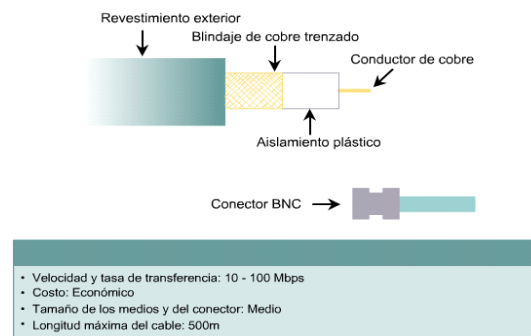 Revestimiento exterior
Blindaje de cobre trenzado
Conductor de cobre
Aislamiento plástico
Conector BNC
• Velocidad y tasa de transferencia: 10 - 100 Mbps
• Costo: Económico
• Tamaño de los medios y del conector: Medio
• Longitud máxima del cable: 500m